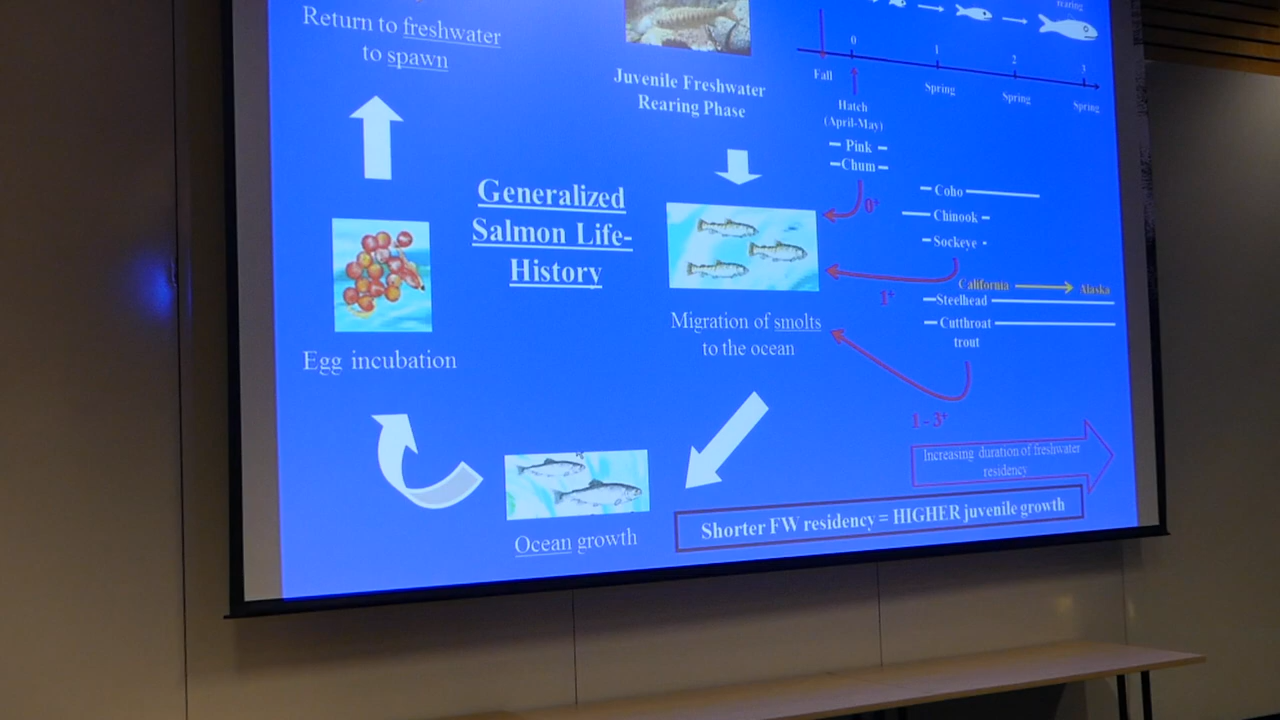 Return to freshwater
to spawn
Juvenile Freshwater
Rearing Phase
rearing
0
1
2
3
Fall
Spring
Spring
Spring
Hatch
(April-May)
Pink
Chum
0+
Generalized
Salmon Life-
History
Coho
Chinook
Sockeye
1+
California
Alaska
Steelhead
Cutthroat
trout
1 - 3+
Egg incubation
Migration of smolts
to the ocean
Increasing duration of freshwater
residency
Shorter FW residency = HIGHER juvenile growth
Ocean growth